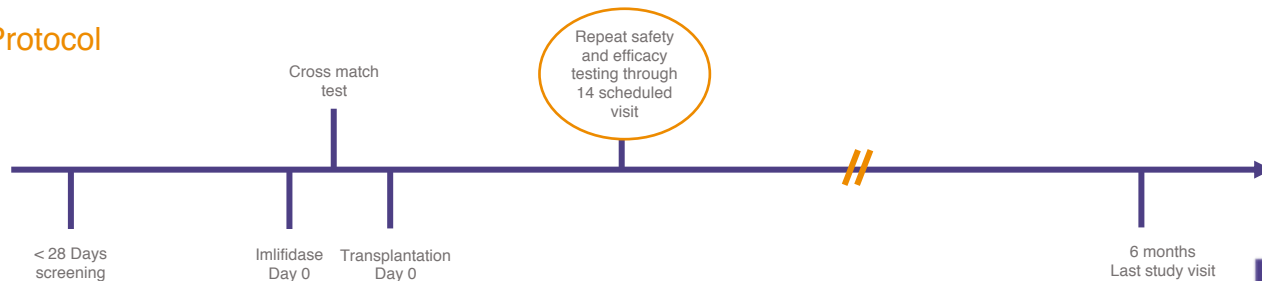 Protocol
Repeat safety
and efficacy
testing through
14 scheduled
visit
Cross match
test
< 28 Days
screening
Imlifidase
Day 0
Transplantation
Day 0
6 months
Last study visit